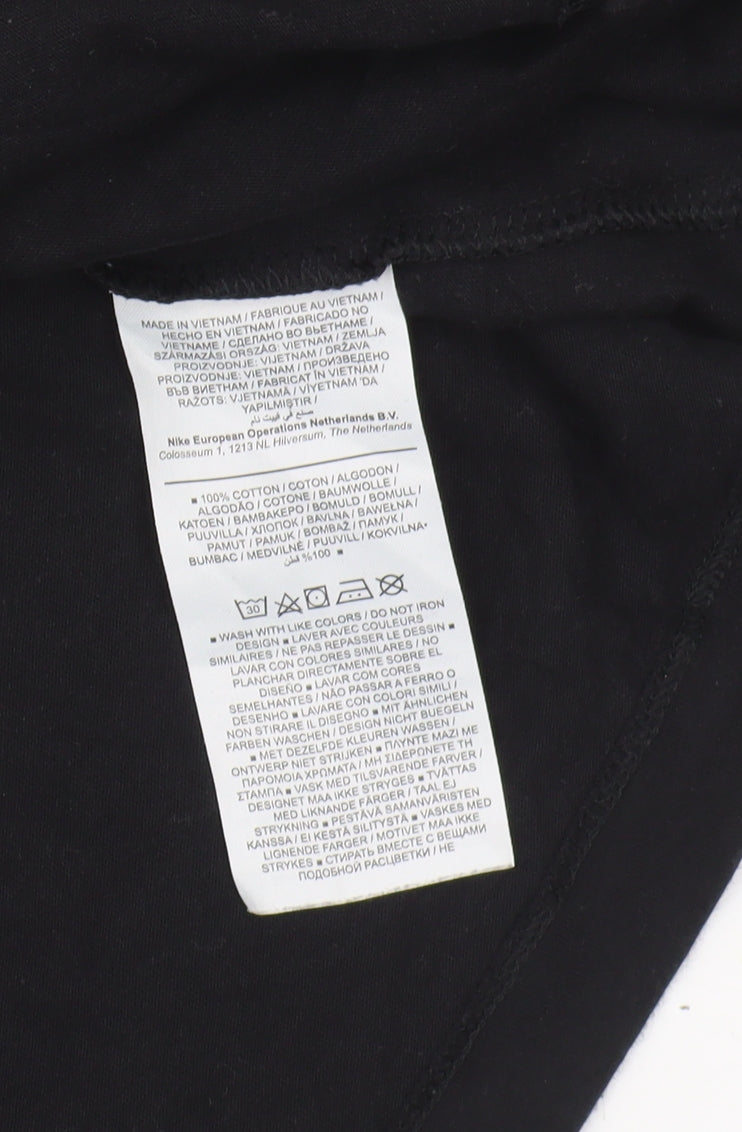 MADE IN VIETNAM / FABRIQUE AU VIETNAM /
HECHO EN VIETNAM / FABRICADO NO
VIETNAME / СДЕЛАНО ВО ВЬЕТНАМЕ /
SZÁRMAZÁSI ORSZÁG: VIETNAM / ZEMLJA
PROIZVODNJE: VIJETNAM / DRŽAVA
PROIZVODNJE: VIETNAM / ПРОИЗВЕДЕНО
ВЪВ ВИЕТНАМ / FABRICAT ÎN VIETNAM /
RAŽOTS: VJETNAMĀ / VİYETNAM 'DA
YAPILMIŞTIR /
صنع في فييت نام
Nike European Operations Netherlands B.V.
Colosseum 1, 1213 NL Hilversum, The Netherlands
■ 100% COTTON / COTON / ALGODON /
ALGODÃO / COTONE / BAUMWOLLE /
KATOEN / ΒΑΜΒΑΚΕΡΟ / BOMULD / BOMULL /
PUUVILLA / ХЛОПОК / BAVLNA / BAWEŁNA /
PAMUT / PAMUK / BOMBAŽ / ПАМУК /
BUMBAC / MEDVILNĖ / PUUVILL / KOKVILNA•
%100 قطن ■
30
■ WASH WITH LIKE COLORS / DO NOT IRON
DESIGN ■ LAVER AVEC COULEURS
SIMILAIRES / NE PAS REPASSER LE DESSIN ■
LAVAR CON COLORES SIMILARES / NO
PLANCHAR DIRECTAMENTE SOBRE EL
DISEÑO ■ LAVAR COM CORES
SEMELHANTES / NÃO PASSAR A FERRO O
DESENHO ■ LAVARE CON COLORI SIMILI /
NON STIRARE IL DISEGNO ■ MIT ÄHNLICHEN
FARBEN WASCHEN / DESIGN NICHT BUEGELN
■ MET DEZELFDE KLEUREN WASSEN /
ONTWERP NIET STRIJKEN ■ ΠΛΥΝΤΕ ΜΑΖΙ ΜΕ
ΠΑΡΟΜΟΙΑ ΧΡΩΜΑΤΑ / ΜΗ ΣΙΔΕΡΩΝΕΤΕ ΤΗ
ΣΤΑΜΠΑ ■ VASK MED TILSVARENDE FARVER /
DESIGNET MAA IKKE STRYGES ■ TVÄTTAS
MED LIKNANDE FÄRGER / TAAL EJ
STRYKNING ■ PESTÄVÄ SAMANVÄRISTEN
KANSSA / EI KESTÄ SILITYSTÄ ■ VASKES MED
LIGNENDE FARGER / MOTIVET MAA IKKE
STRYKES ■ СТИРАТЬ ВМЕСТЕ С ВЕЩАМИ
ПОДОБНОЙ РАСЦВЕТКИ / НЕ